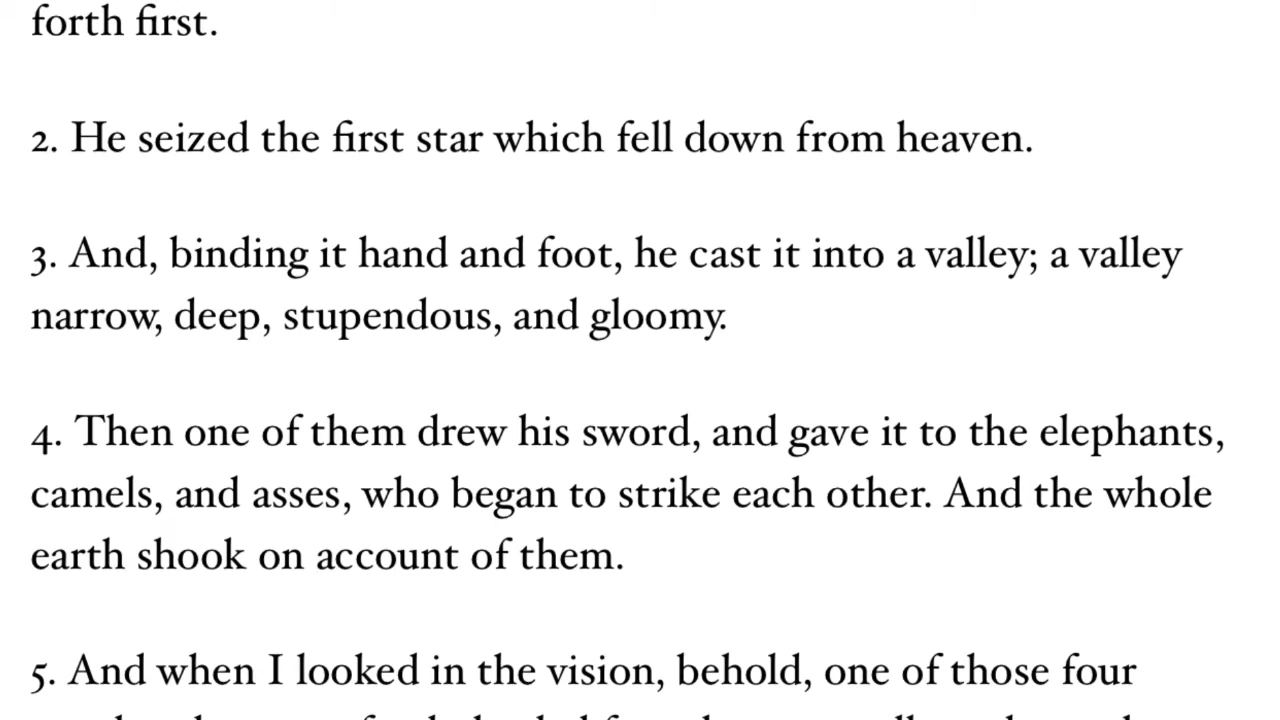 forth first.
2. He seized the first star which fell down from heaven.
3. And, binding it hand and foot, he cast it into a valley; a valley
narrow, deep, stupendous, and gloomy.
4. Then one of them drew his sword, and gave it to the elephants,
camels, and asses, who began to strike each other. And the whole
earth shook on account of them.
5. And when I looked in the vision, behold, one of those four